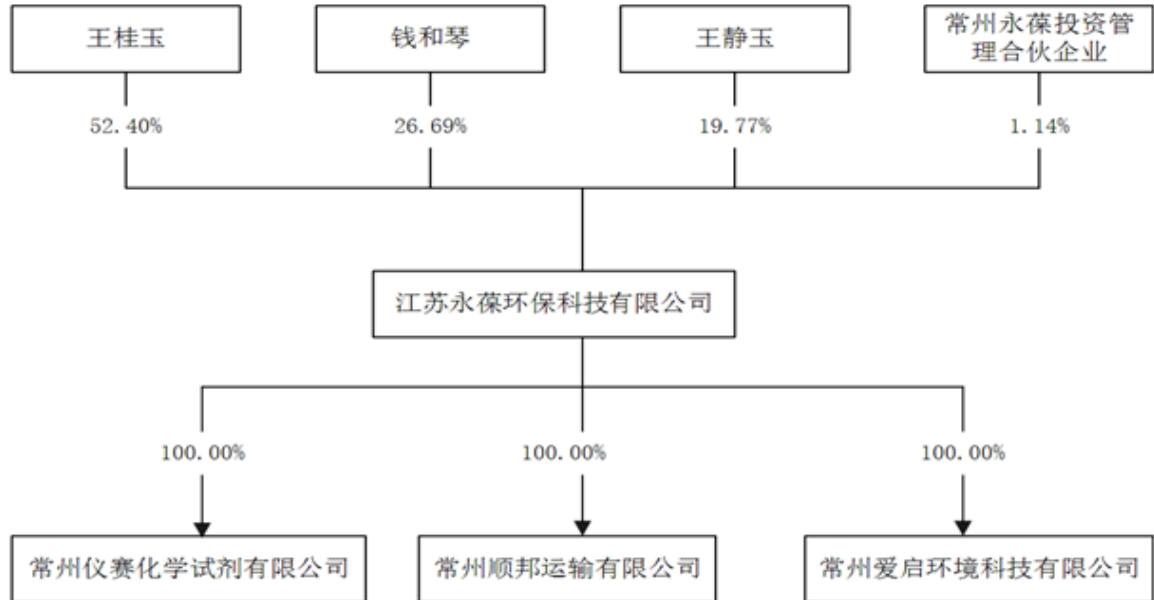 王桂玉
钱和琴
王静玉
常州永葆投资管
理合伙企业
52.40%
26.69%
19.77%
1.14%
江苏永葆环保科技有限公司
100.00%
100.00%
100.00%
常州仪赛化学试剂有限公司
常州顺邦运输有限公司
常州爱启环境科技有限公司